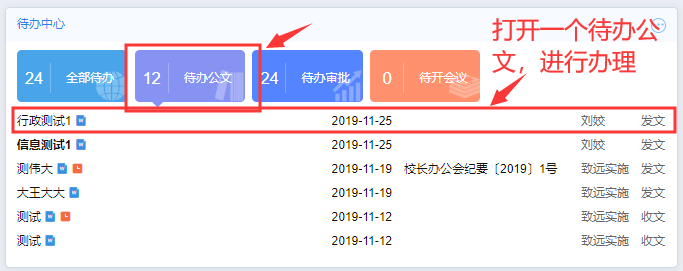 待办中心
打开一个待办公
文，进行办理
24 全部待办 12 待办公文 24 待办审批 0 待开会议
行政测试1 2019-11-25 刘姣 发文
信息测试1 2019-11-25 刘姣 发文
测伟大 2019-11-19 校长办公会纪要〔2019〕1号 致远实施 发文
大王大大 2019-11-19 致远实施 发文
测试 2019-11-12 致远实施 收文
测试 2019-11-12 致远实施 收文